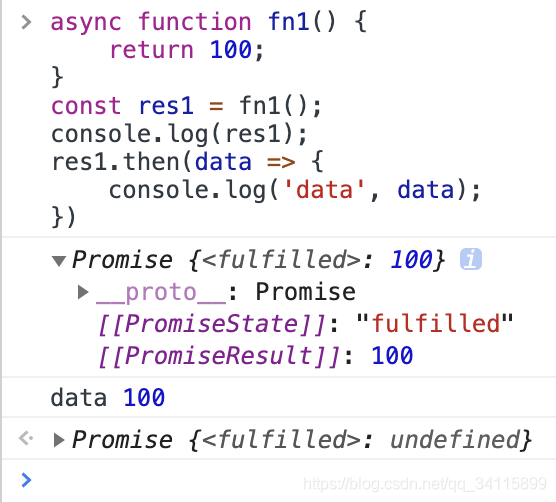 async function fn1() {
    return 100;
}
const res1 = fn1();
console.log(res1);
res1.then(data => {
    console.log('data', data);
})
Promise {<fulfilled>: 100} i
__proto__: Promise
[[PromiseState]]: "fulfilled"
[[PromiseResult]]: 100
data 100
Promise {<fulfilled>: undefined}
https://blog.csdn.net/qq_34115899